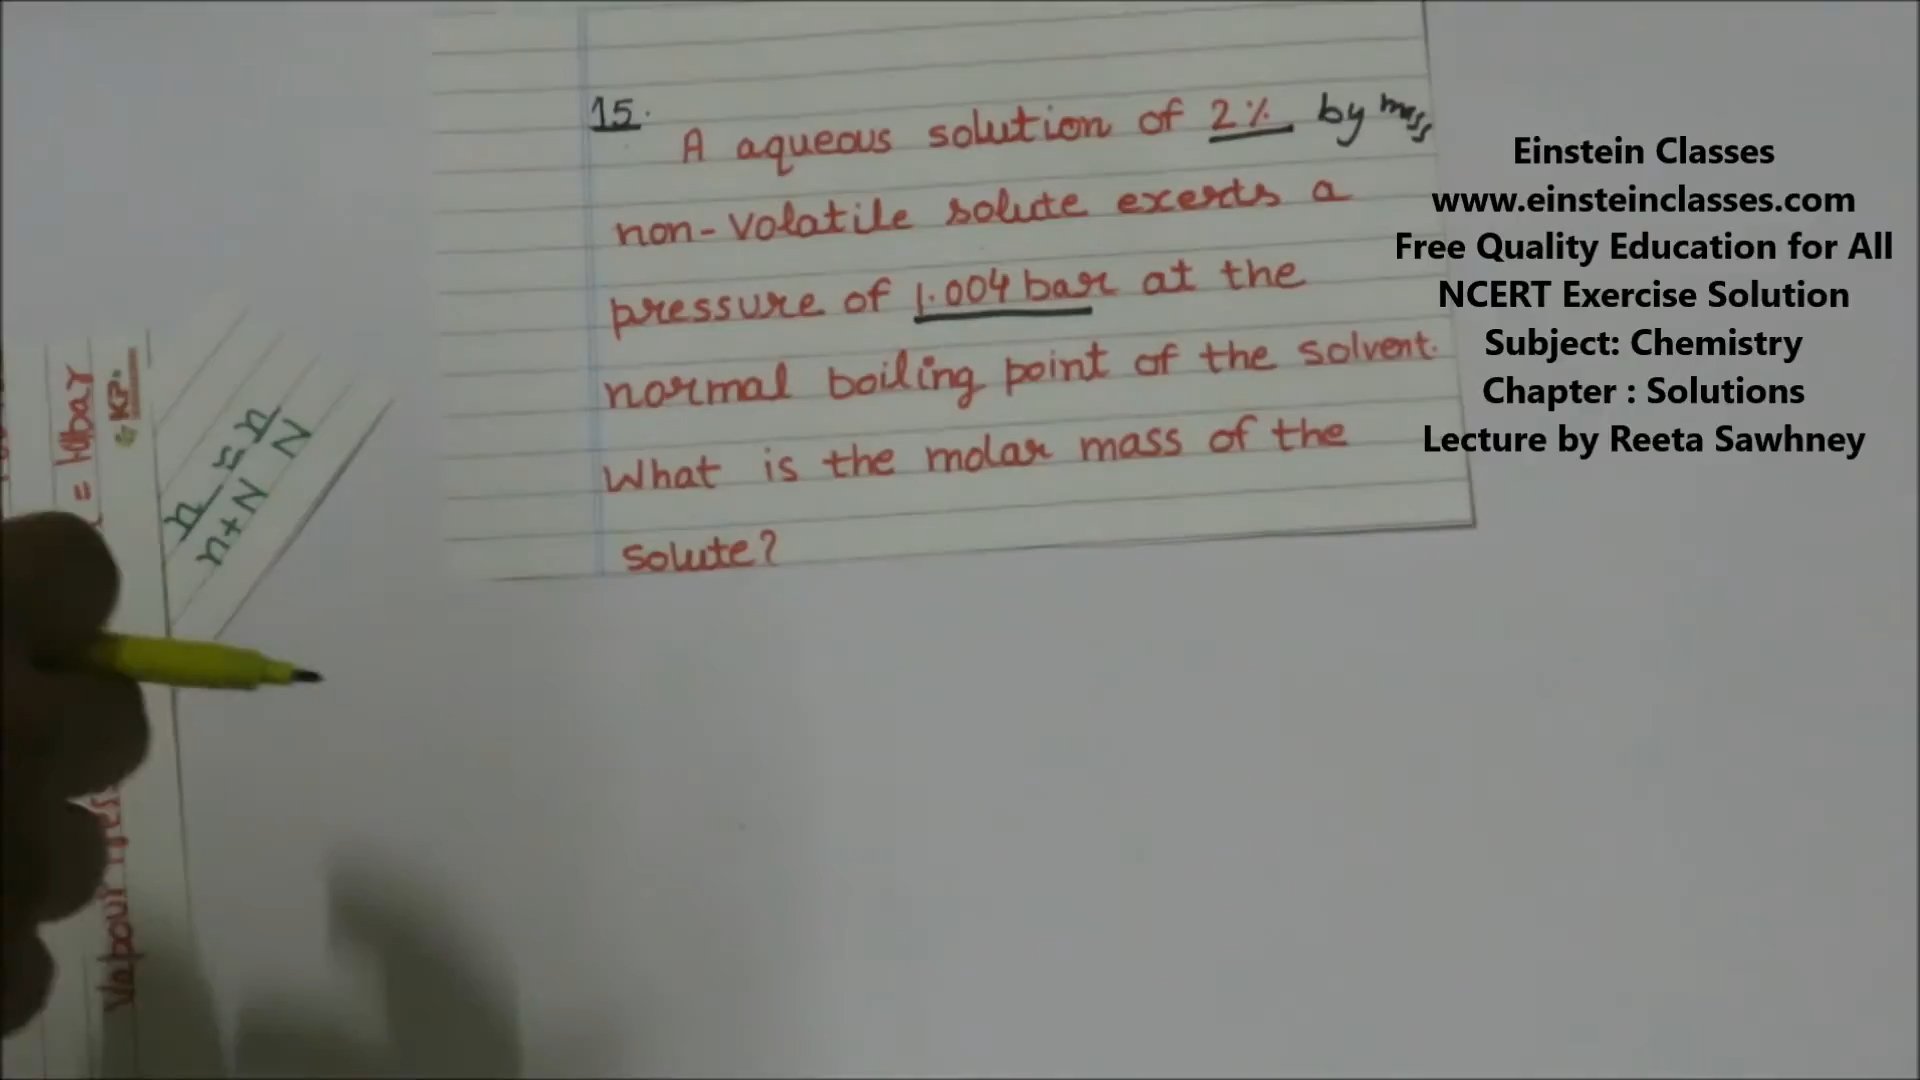 15.
A aqueous solution of 2% by mass
non-volatile solute exerts a
pressure of 1.004 bar at the
normal boiling point of the solvent.
What is the molar mass of the
solute?
Einstein Classes
www.einsteinclasses.com
Free Quality Education for All
NCERT Exercise Solution
Subject: Chemistry
Chapter : Solutions
Lecture by Reeta Sawhney
n
n+N
n
N
Vapour
bar